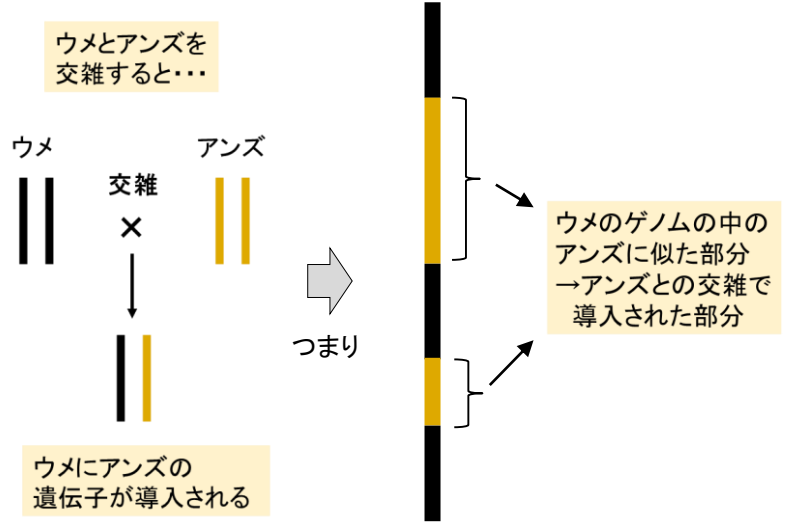 ウメとアンズを
交雑すると・・・
ウメ
アンズ
交雑
×
ウメにアンズの
遺伝子が導入される
つまり
ウメのゲノムの中の
アンズに似た部分
→アンズとの交雑で
導入された部分